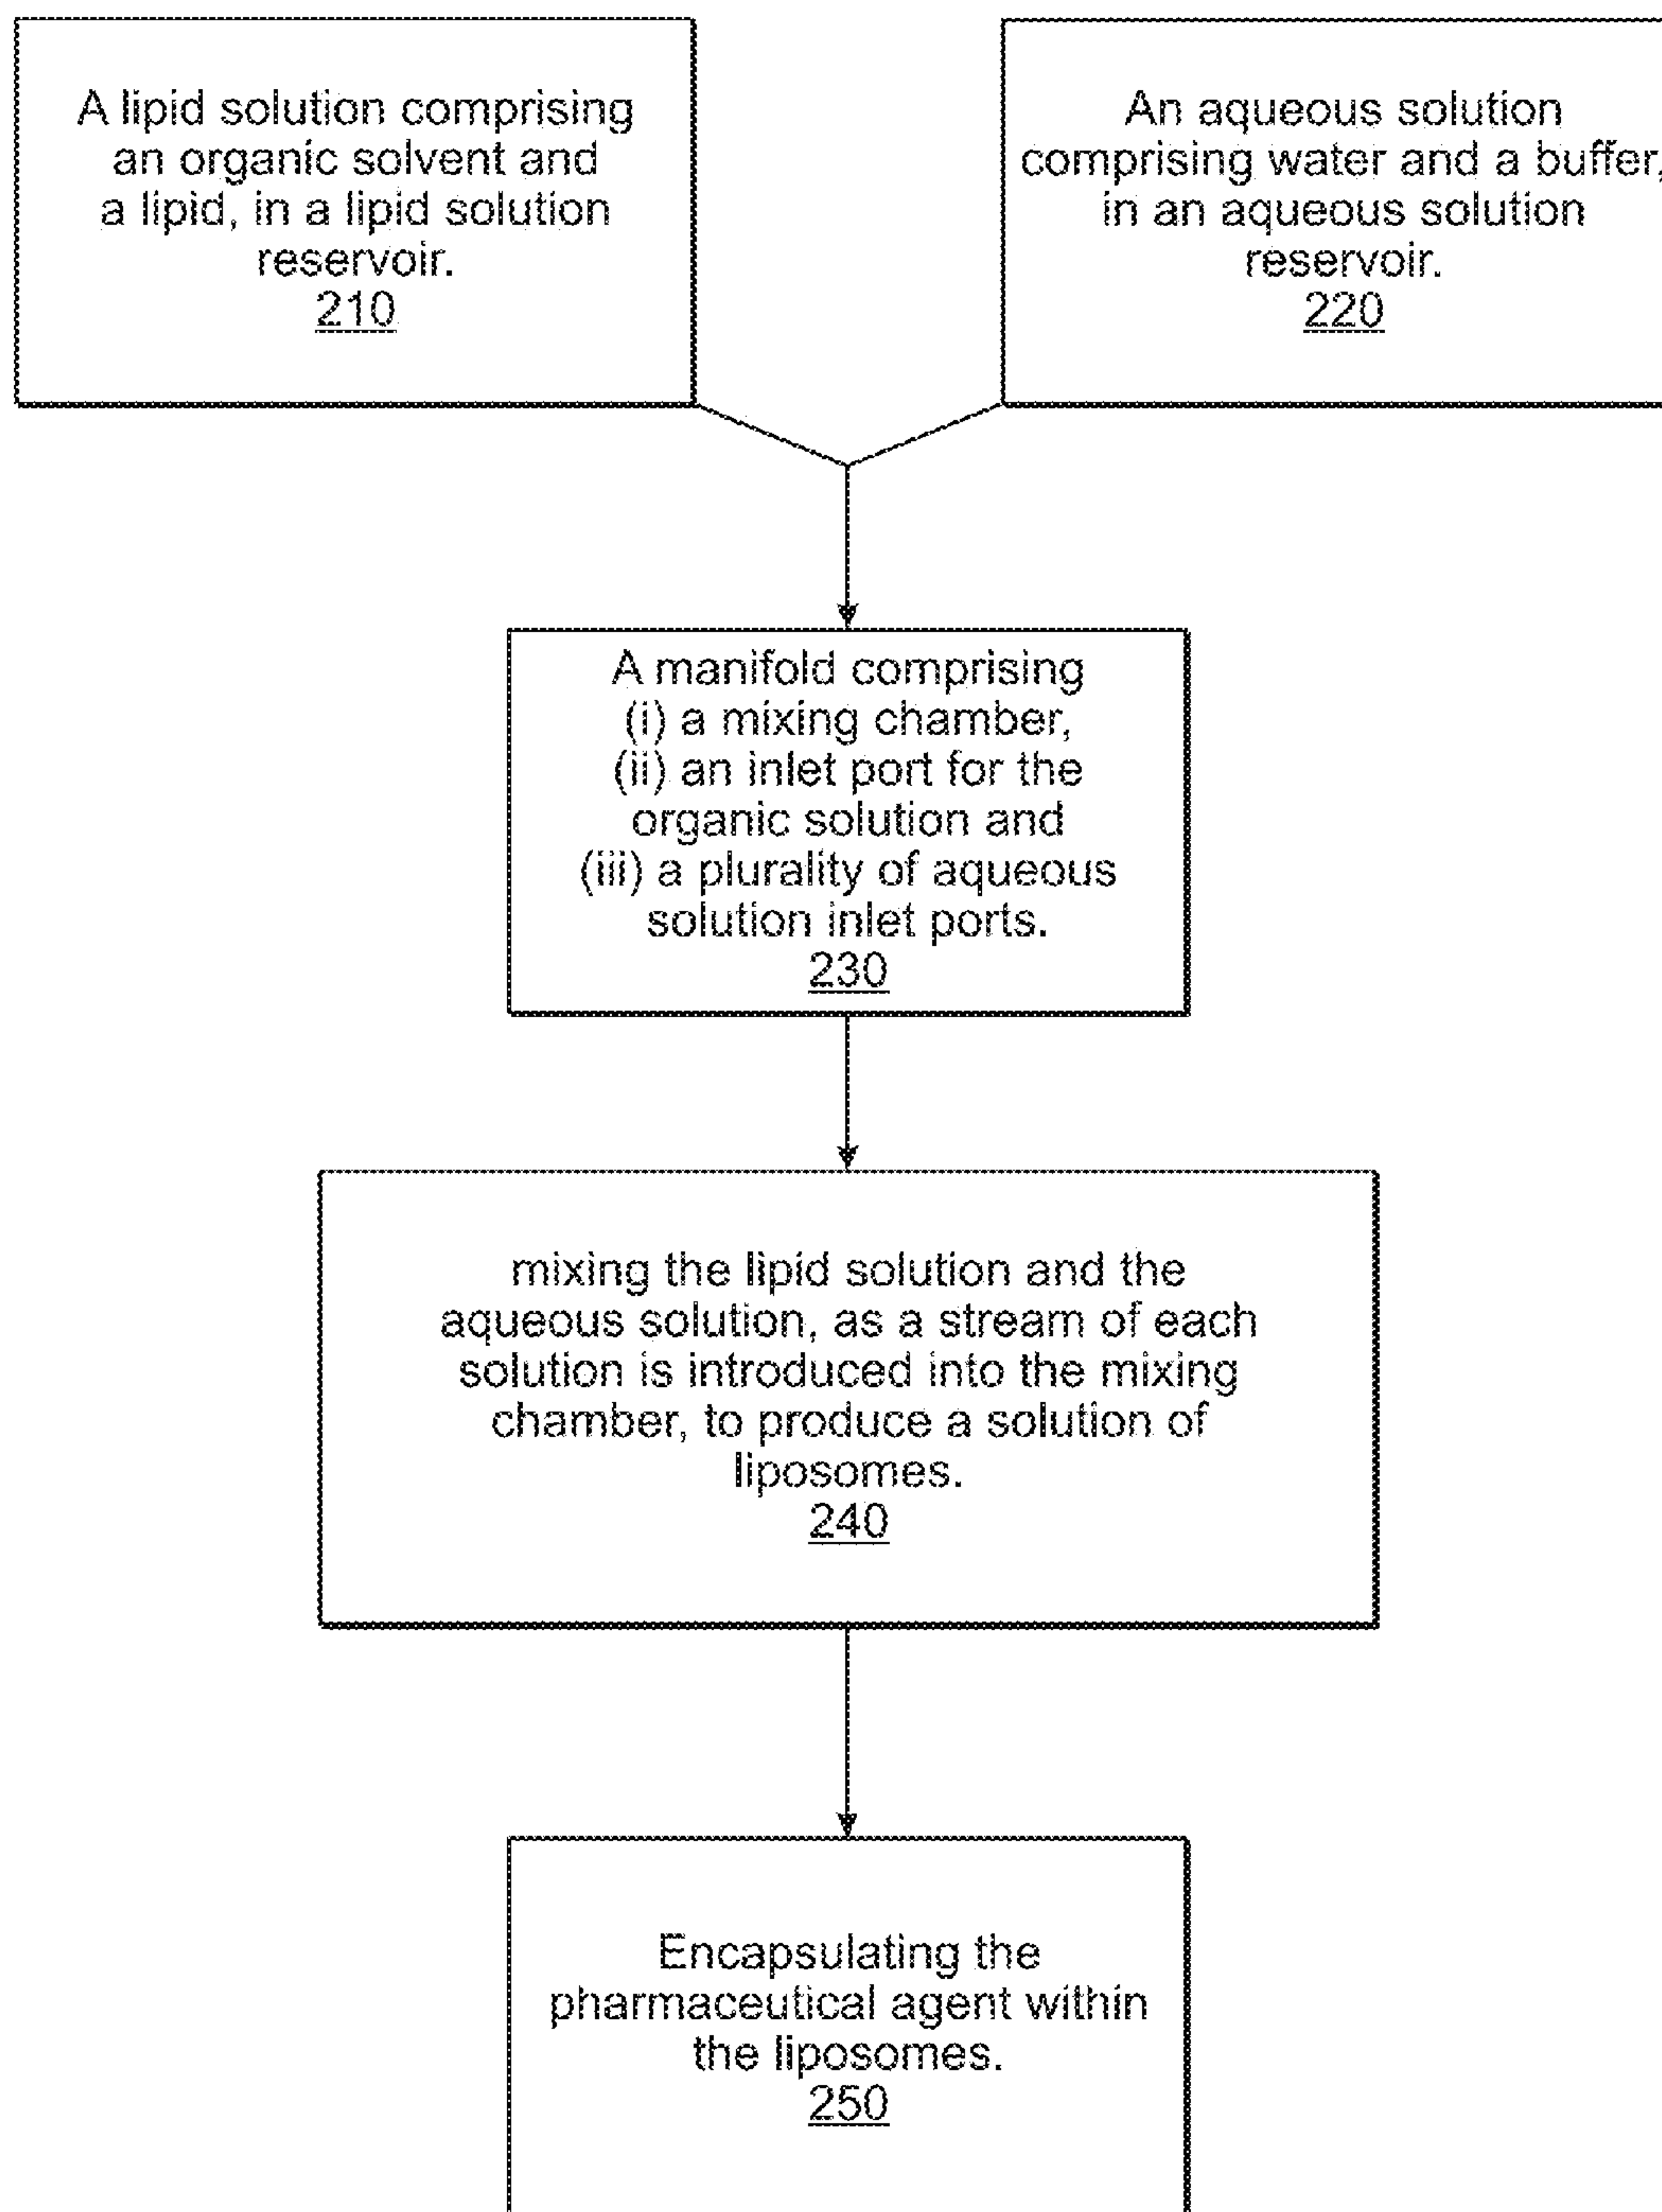 A lipid solution comprising
an organic solvent and
a lipid, in a lipid solution
reservoir.
210
An aqueous solution
comprising water and a buffer,
in an aqueous solution
reservoir.
220
A manifold comprising
(i) a mixing chamber,
(ii) an inlet port for the
organic solution and
(iii) a plurality of aqueous
solution inlet ports.
230
mixing the lipid solution and the
aqueous solution, as a stream of each
solution is introduced into the mixing
chamber, to produce a solution of
liposomes.
240
Encapsulating the
pharmaceutical agent within
the liposomes.
250